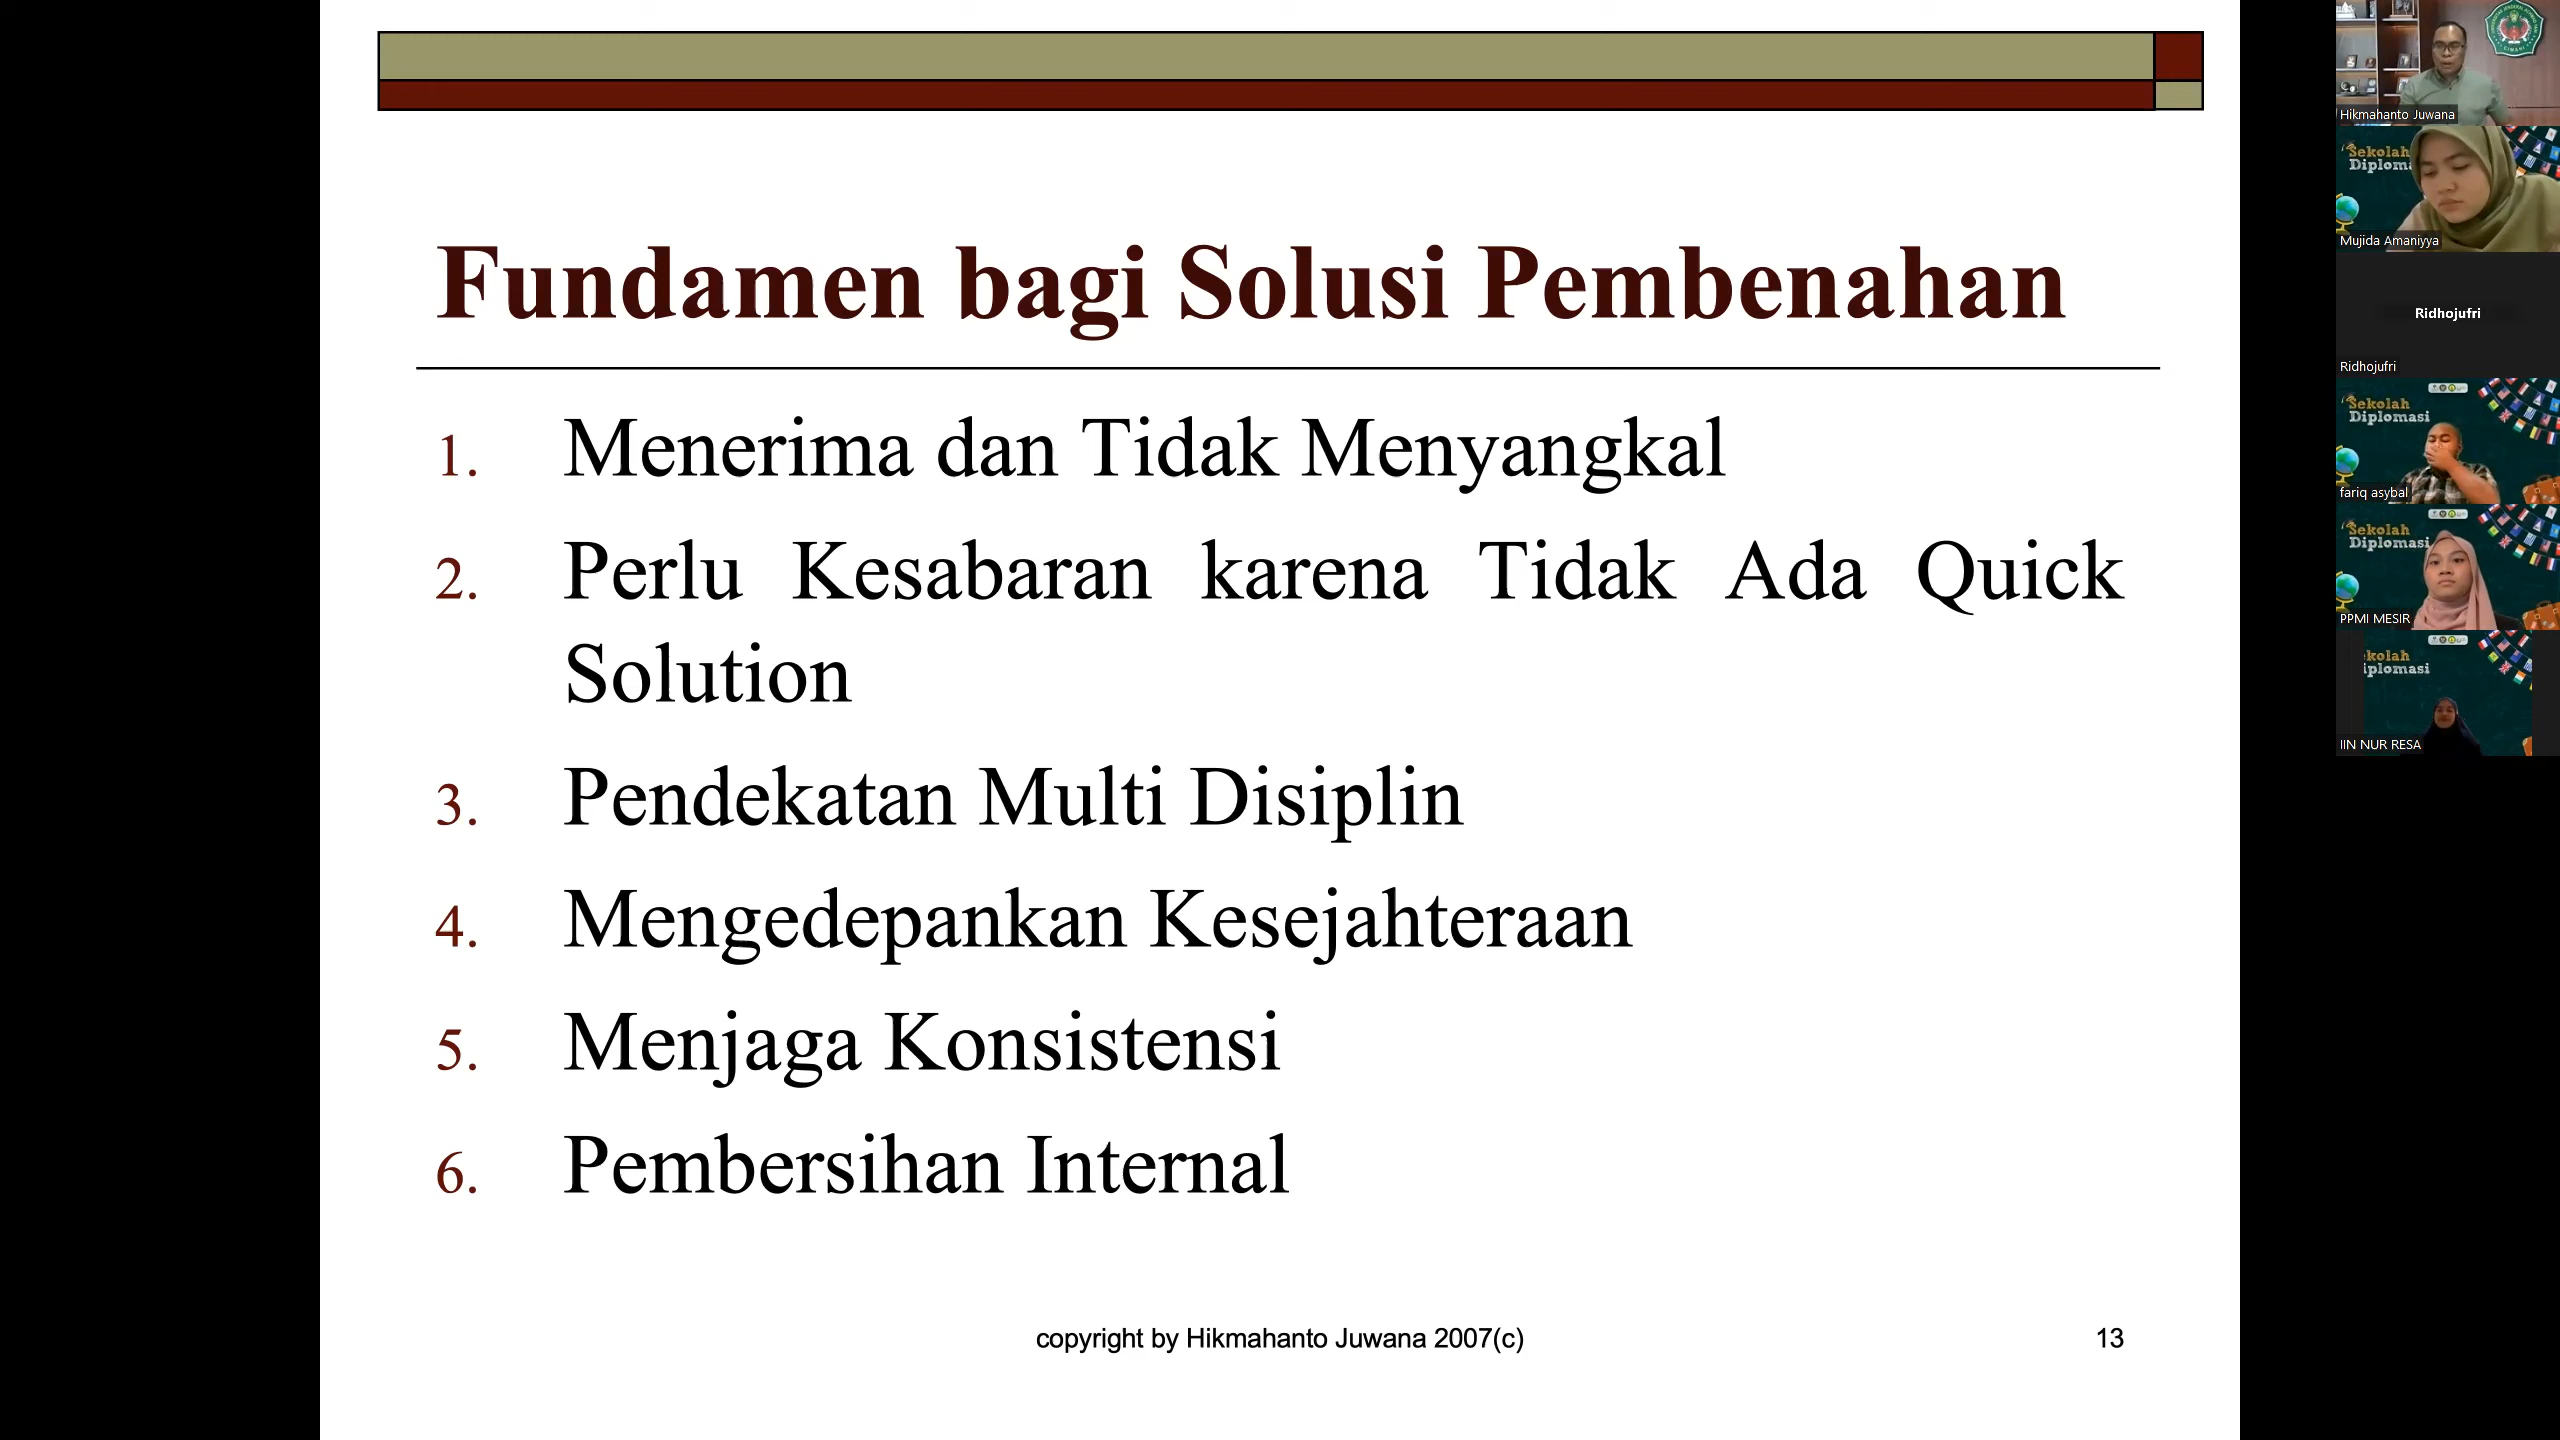 Fundamen bagi Solusi Pembenahan
1. Menerima dan Tidak Menyangkal
2. Perlu Kesabaran karena Tidak Ada Quick
Solution
3. Pendekatan Multi Disiplin
4. Mengedepankan Kesejahteraan
5. Menjaga Konsistensi
6. Pembersihan Internal
copyright by Hikmahanto Juwana 2007(c)
13
Hikmahanto Juwana
Sekolah
Mujida Amaniyya
Ridhojufri
Ridhojufri
Sekolah
Diplomasi
fariq asybal
Sekolah
Diplomasi
PPMI MESIR
kolah
iplomasi
IIN NUR RESA